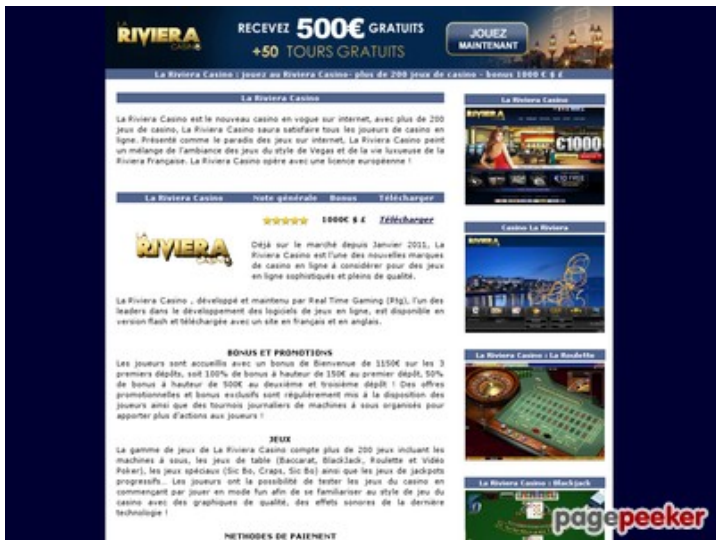 LA
RIVIERA
CASINO
RECEVEZ 500€ GRATUITS
+50 TOURS GRATUITS
JOUEZ
MAINTENANT
La Riviera Casino : jouez au Riviera Casino- plus de 200 jeux de casino - bonus 1000 € $ £
La Riviera Casino
La Riviera Casino est le nouveau casino en vogue sur internet, avec plus de 200
jeux de casino, La Riviera Casino saura satisfaire tous les joueurs de casino en
ligne. Présenté comme le paradis des jeux sur internet, La Riviera Casino peint
un mélange de l'ambiance des jeux du style de Vegas et de la vie luxueuse de la
Riviera Française. La Riviera Casino opère avec une licence européenne !
La Riviera Casino Note générale Bonus Télécharger
1000€ $ £ Télécharger
LA
RIVIERA
CASINO
Déjà sur le marché depuis Janvier 2011, La
Riviera Casino est l'une des nouvelles marques
de casino en ligne à considérer pour des jeux
en ligne sophistiqués et pleins de qualité.
La Riviera Casino , développé et maintenu par Real Time Gaming (Rtg), l'un des
leaders dans le développement des logiciels de jeux en ligne, est disponible en
version flash et téléchargée avec un site en français et en anglais.
BONUS ET PROMOTIONS
Les joueurs sont accueillis avec un bonus de Bienvenue de 1150€ sur les 3
premiers dépôts, soit 100% de bonus à hauteur de 150€ au premier dépôt, 50%
de bonus à hauteur de 500€ au deuxième et troisième dépôt ! Des offres
promotionnelles et bonus exclusifs sont régulièrement mis à la disposition des
joueurs ainsi que des tournois journaliers de machines à sous organisés pour
apporter plus d'actions aux joueurs !
JEUX
La gamme de jeux de La Riviera Casino compte plus de 200 jeux incluant les
machines à sous, les jeux de table (Baccarat, BlackJack, Roulette et Vidéo
Poker), les jeux spéciaux (Sic Bo, Craps, Sic Bo) ainsi que les jeux de jackpots
progressifs... Les joueurs ont la possibilité de tester les jeux du casino en
commençant par jouer en mode fun afin de se familiariser au style de jeu du
casino avec des graphiques de qualité, des effets sonores de la dernière
technologie !
METHODES DE PAIEMENT
La Riviera Casino
RIVIERA
€1000
€10 FREE
Casino La Riviera
RIVIERA
La Riviera Casino : La Roulette
La Riviera Casino : Blackjack
pagepeeker